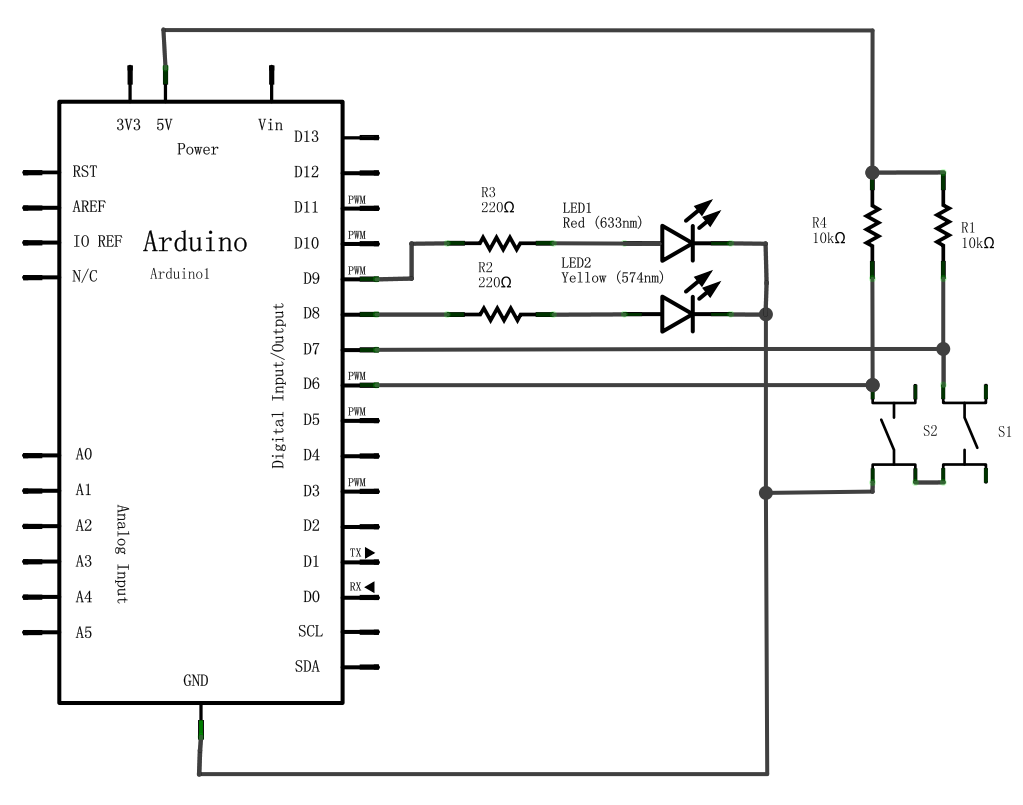 3V3 5V Vin
Power
RST
AREF
IO REF
N/C
Arduino
Arduino1
A0
A1
A2
A3
A4
A5
Analog Input
GND
Digital Input/Output
D13
D12
D11 PWM
D10 PWM
D9 PWM
D8
D7
D6 PWM
D5 PWM
D4
D3 PWM
D2
D1 TX
D0 RX
SCL
SDA
R3
220Ω
LED1
Red (633nm)
R2
220Ω
LED2
Yellow (574nm)
R4
10kΩ
R1
10kΩ
S2
S1